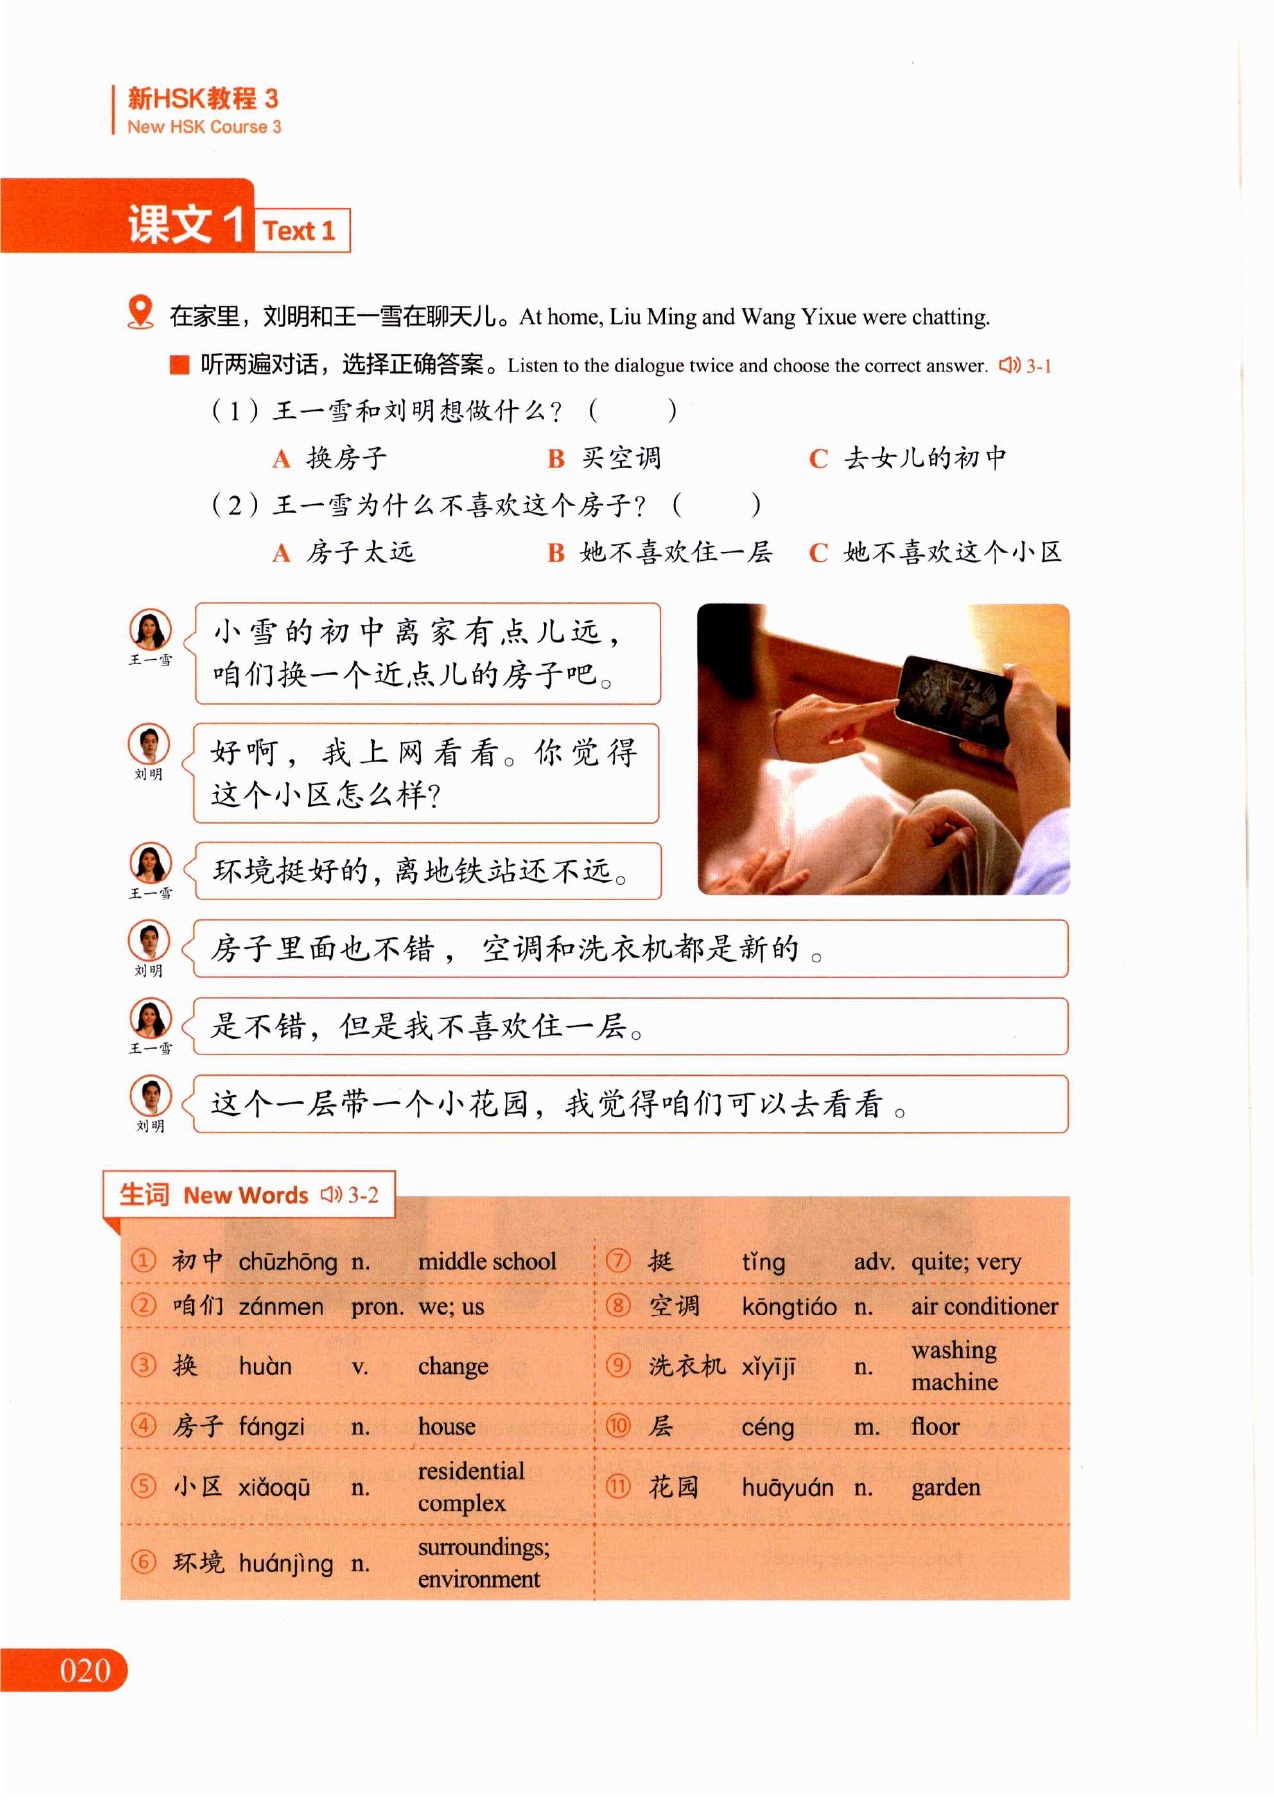 新HSK教程 3
New HSK Course 3
课文 1 Text 1
在家里，刘明和王一雪在聊天儿。At home, Liu Ming and Wang Yixue were chatting.
听两遍对话，选择正确答案。Listen to the dialogue twice and choose the correct answer. 3-1
（1）王一雪和刘明想做什么？（ ）
A 换房子 B 买空调 C 去女儿的初中
（2）王一雪为什么不喜欢这个房子？（ ）
A 房子太远 B 她不喜欢住一层 C 她不喜欢这个小区
王一雪
小雪的初中离家有点儿远，
咱们换一个近点儿的房子吧。
刘明
好啊，我上网看看。你觉得
这个小区怎么样？
王一雪
环境挺好的，离地铁站还不远。
刘明
房子里面也不错，空调和洗衣机都是新的。
王一雪
是不错，但是我不喜欢住一层。
刘明
这个一层带一个小花园，我觉得咱们可以去看看。
生词 New Words 3-2
① 初中 chūzhōng n. middle school
② 咱们 zánmen pron. we; us
③ 换 huàn v. change
④ 房子 fángzi n. house
⑤ 小区 xiǎoqū n. residential
complex
⑥ 环境 huánjìng n. surroundings;
environment
⑦ 挺 tǐng adv. quite; very
⑧ 空调 kōngtiáo n. air conditioner
⑨ 洗衣机 xǐyījī n. washing
machine
⑩ 层 céng m. floor
⑪ 花园 huāyuán n. garden
020